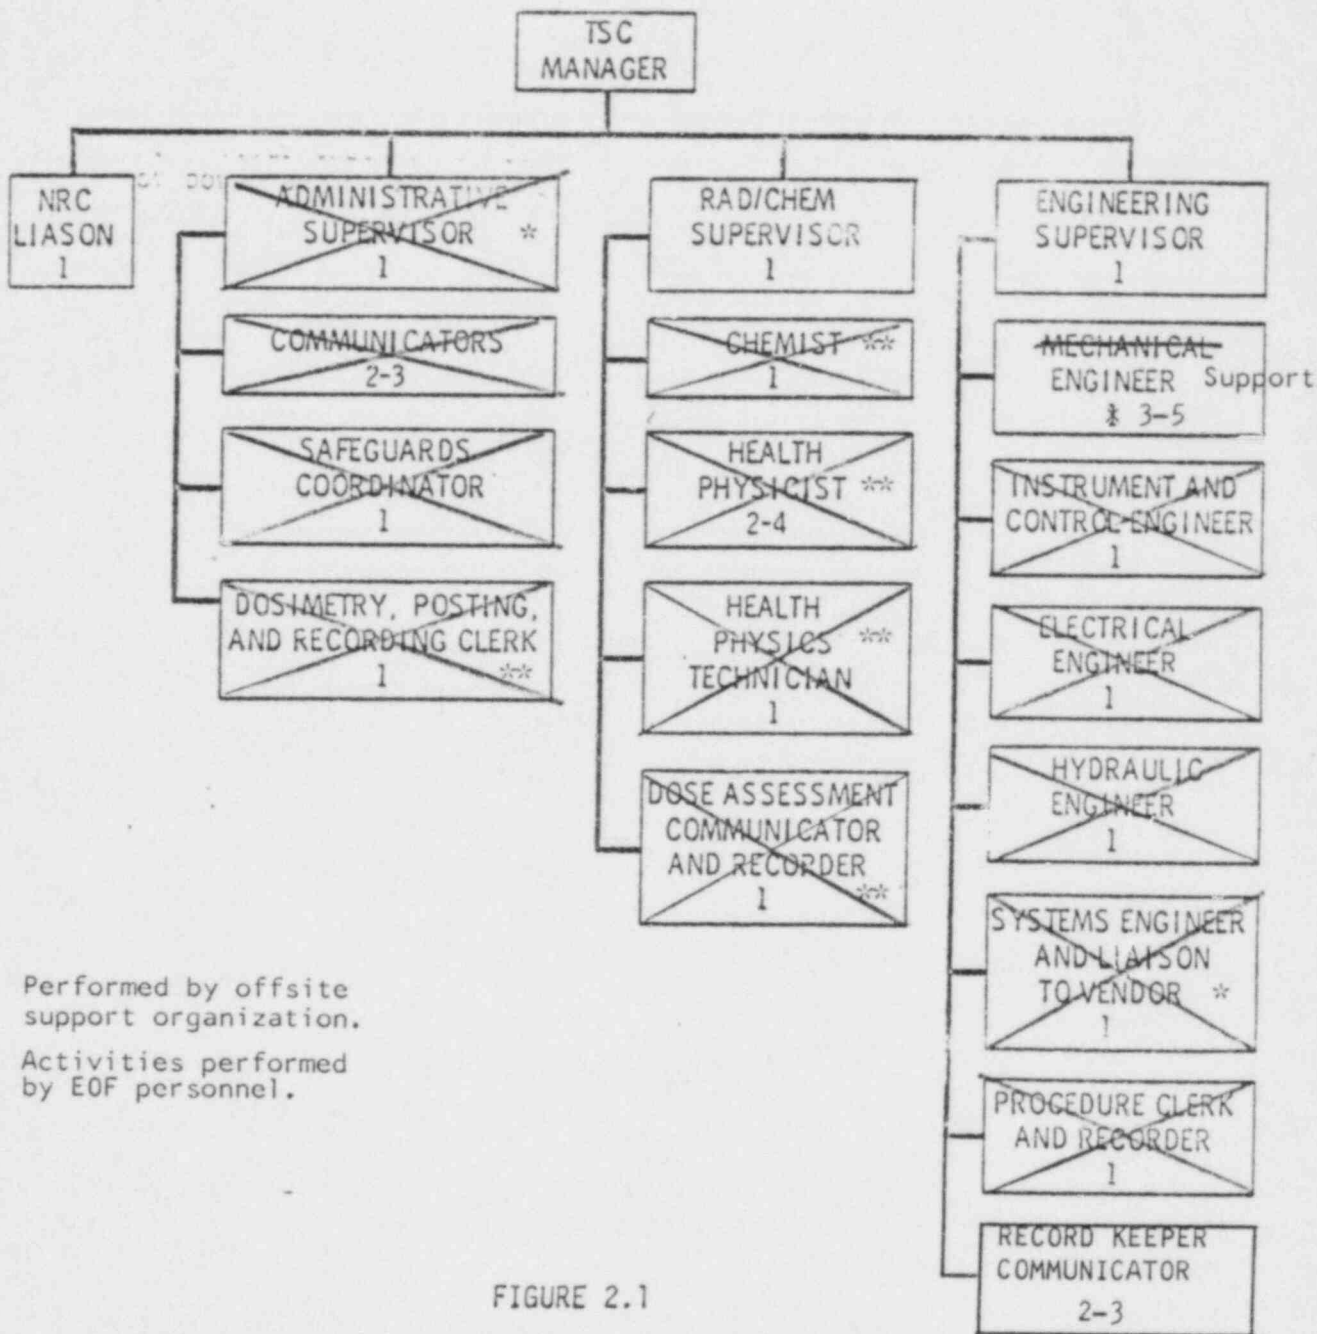 TSC
MANAGER
NRC
LIASON
1
ADMINISTRATIVE
SUPERVISOR *
1
COMMUNICATORS
2-3
SAFEGUARDS
COORDINATOR
1
DOSIMETRY, POSTING,
AND RECORDING CLERK
1 **
RAD/CHEM
SUPERVISOR
1
CHEMIST **
1
HEALTH
PHYSICIST **
2-4
HEALTH
PHYSICS **
TECHNICIAN
1
DOSE ASSESSMENT
COMMUNICATOR
AND RECORDER
1 **
ENGINEERING
SUPERVISOR
1
MECHANICAL
ENGINEER Support
3-5
INSTRUMENT AND
CONTROL ENGINEER
1
ELECTRICAL
ENGINEER
1
HYDRAULIC
ENGINEER
1
SYSTEMS ENGINEER
AND LIAISON
TO VENDOR *
1
PROCEDURE CLERK
AND RECORDER
1
RECORD KEEPER
COMMUNICATOR
2-3
Performed by offsite
support organization.
Activities performed
by EOF personnel.
FIGURE 2.1